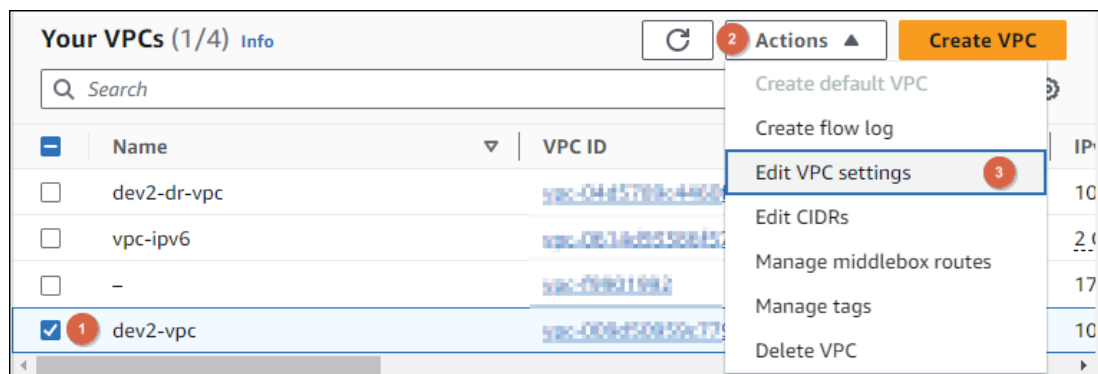 Your VPCs (1/4) Info
2 Actions ▲ Create VPC
Search
Create default VPC
Create flow log
Edit VPC settings 3
Edit CIDRs
Manage middlebox routes
Manage tags
Delete VPC
Name VPC ID
dev2-dr-vpc 10
vpc-ipv6 2
– 17
1 dev2-vpc 10